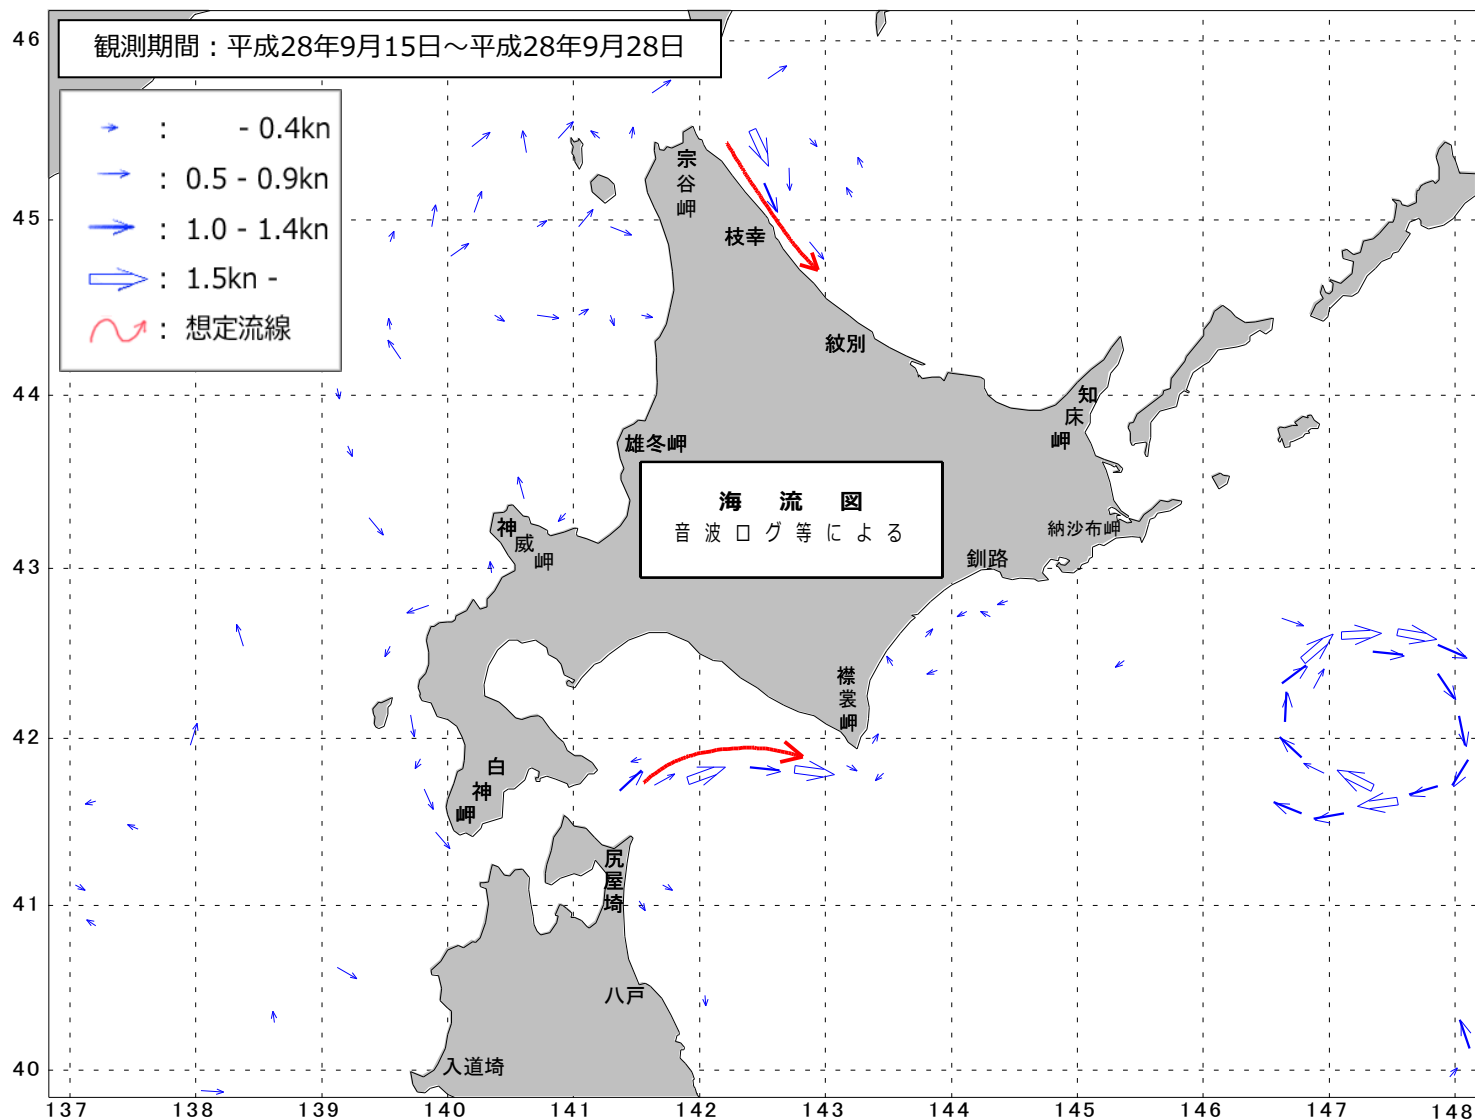 観測期間：平成28年9月15日～平成28年9月28日
： - 0.4kn
： 0.5 - 0.9kn
： 1.0 - 1.4kn
： 1.5kn -
： 想定流線
46
45
44
43
42
41
40
宗谷岬
枝幸
紋別
知床岬
雄冬岬
海 流 図
音 波 ロ グ 等 に よ る
納沙布岬
神威岬
釧路
襟裳岬
白神岬
尻屋埼
八戸
入道埼
137 138 139 140 141 142 143 144 145 146 147 148